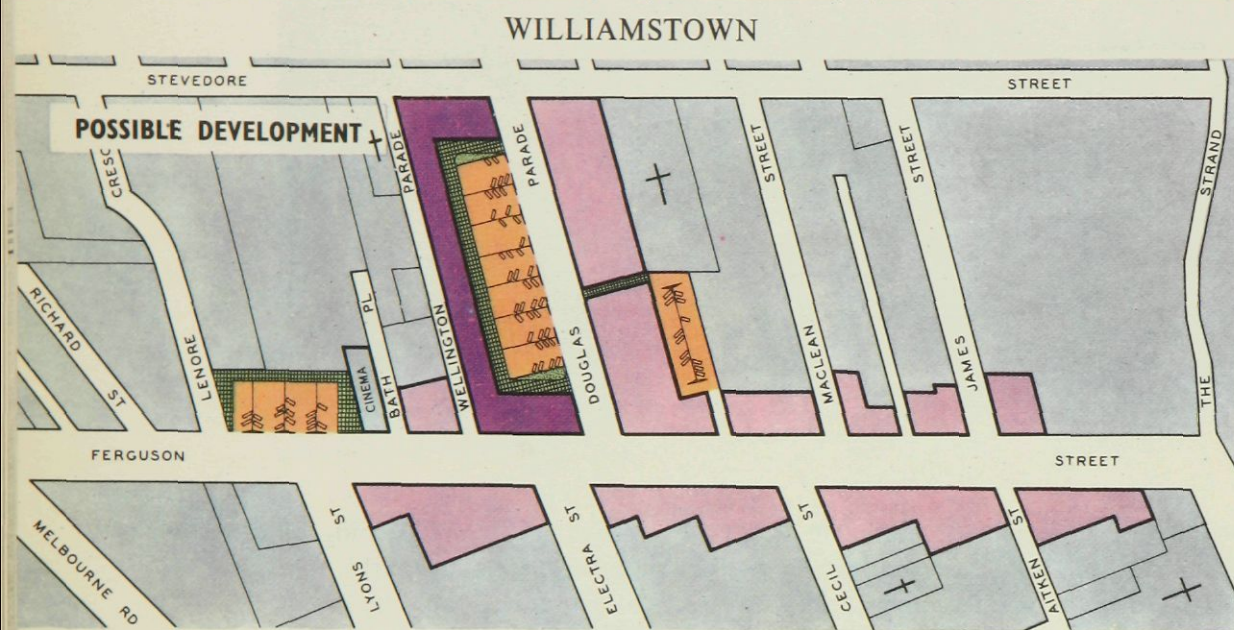 WILLIAMSTOWN
STEVEDORE
STREET
POSSIBLE DEVELOPMENT
CRESC
PARADE
PARADE
STREET
STREET
THE STRAND
RICHARD ST
LENORE
CINEMA
BATH PL
WELLINGTON
DOUGLAS
MACLEAN
JAMES
FERGUSON
STREET
MELBOURNE RD
LYONS ST
ELECTRA ST
CECIL ST
AITKEN ST